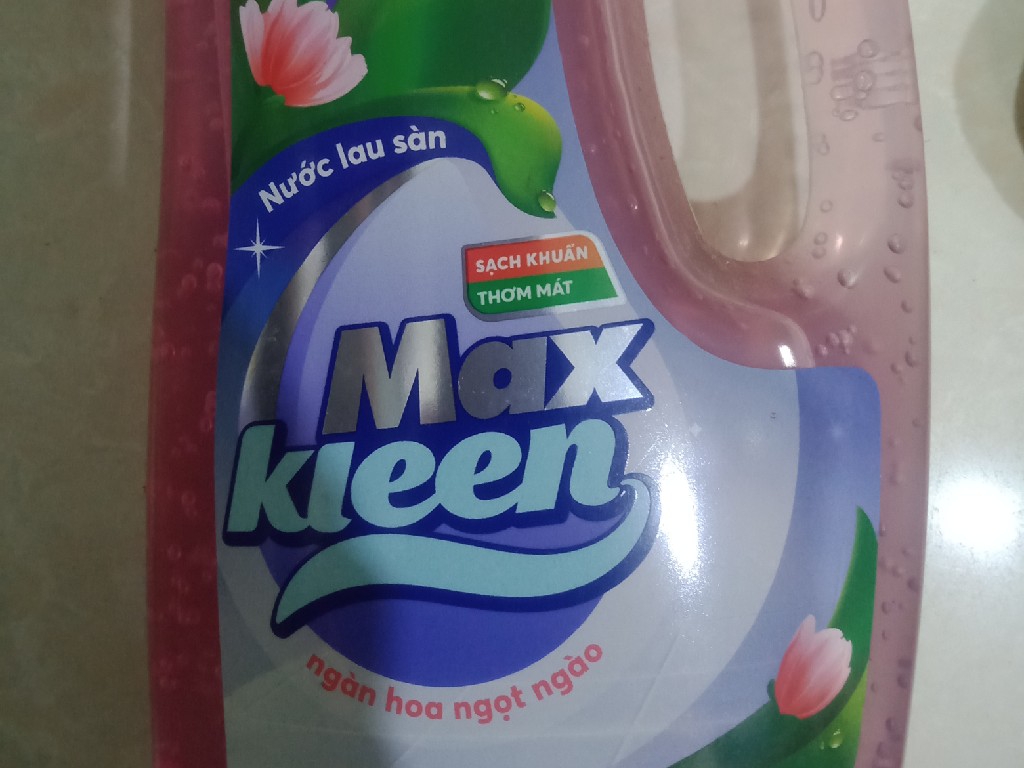 Nước lau sàn
SẠCH KHUẨN
THƠM MÁT
Max
kleen
ngàn hoa ngọt ngào